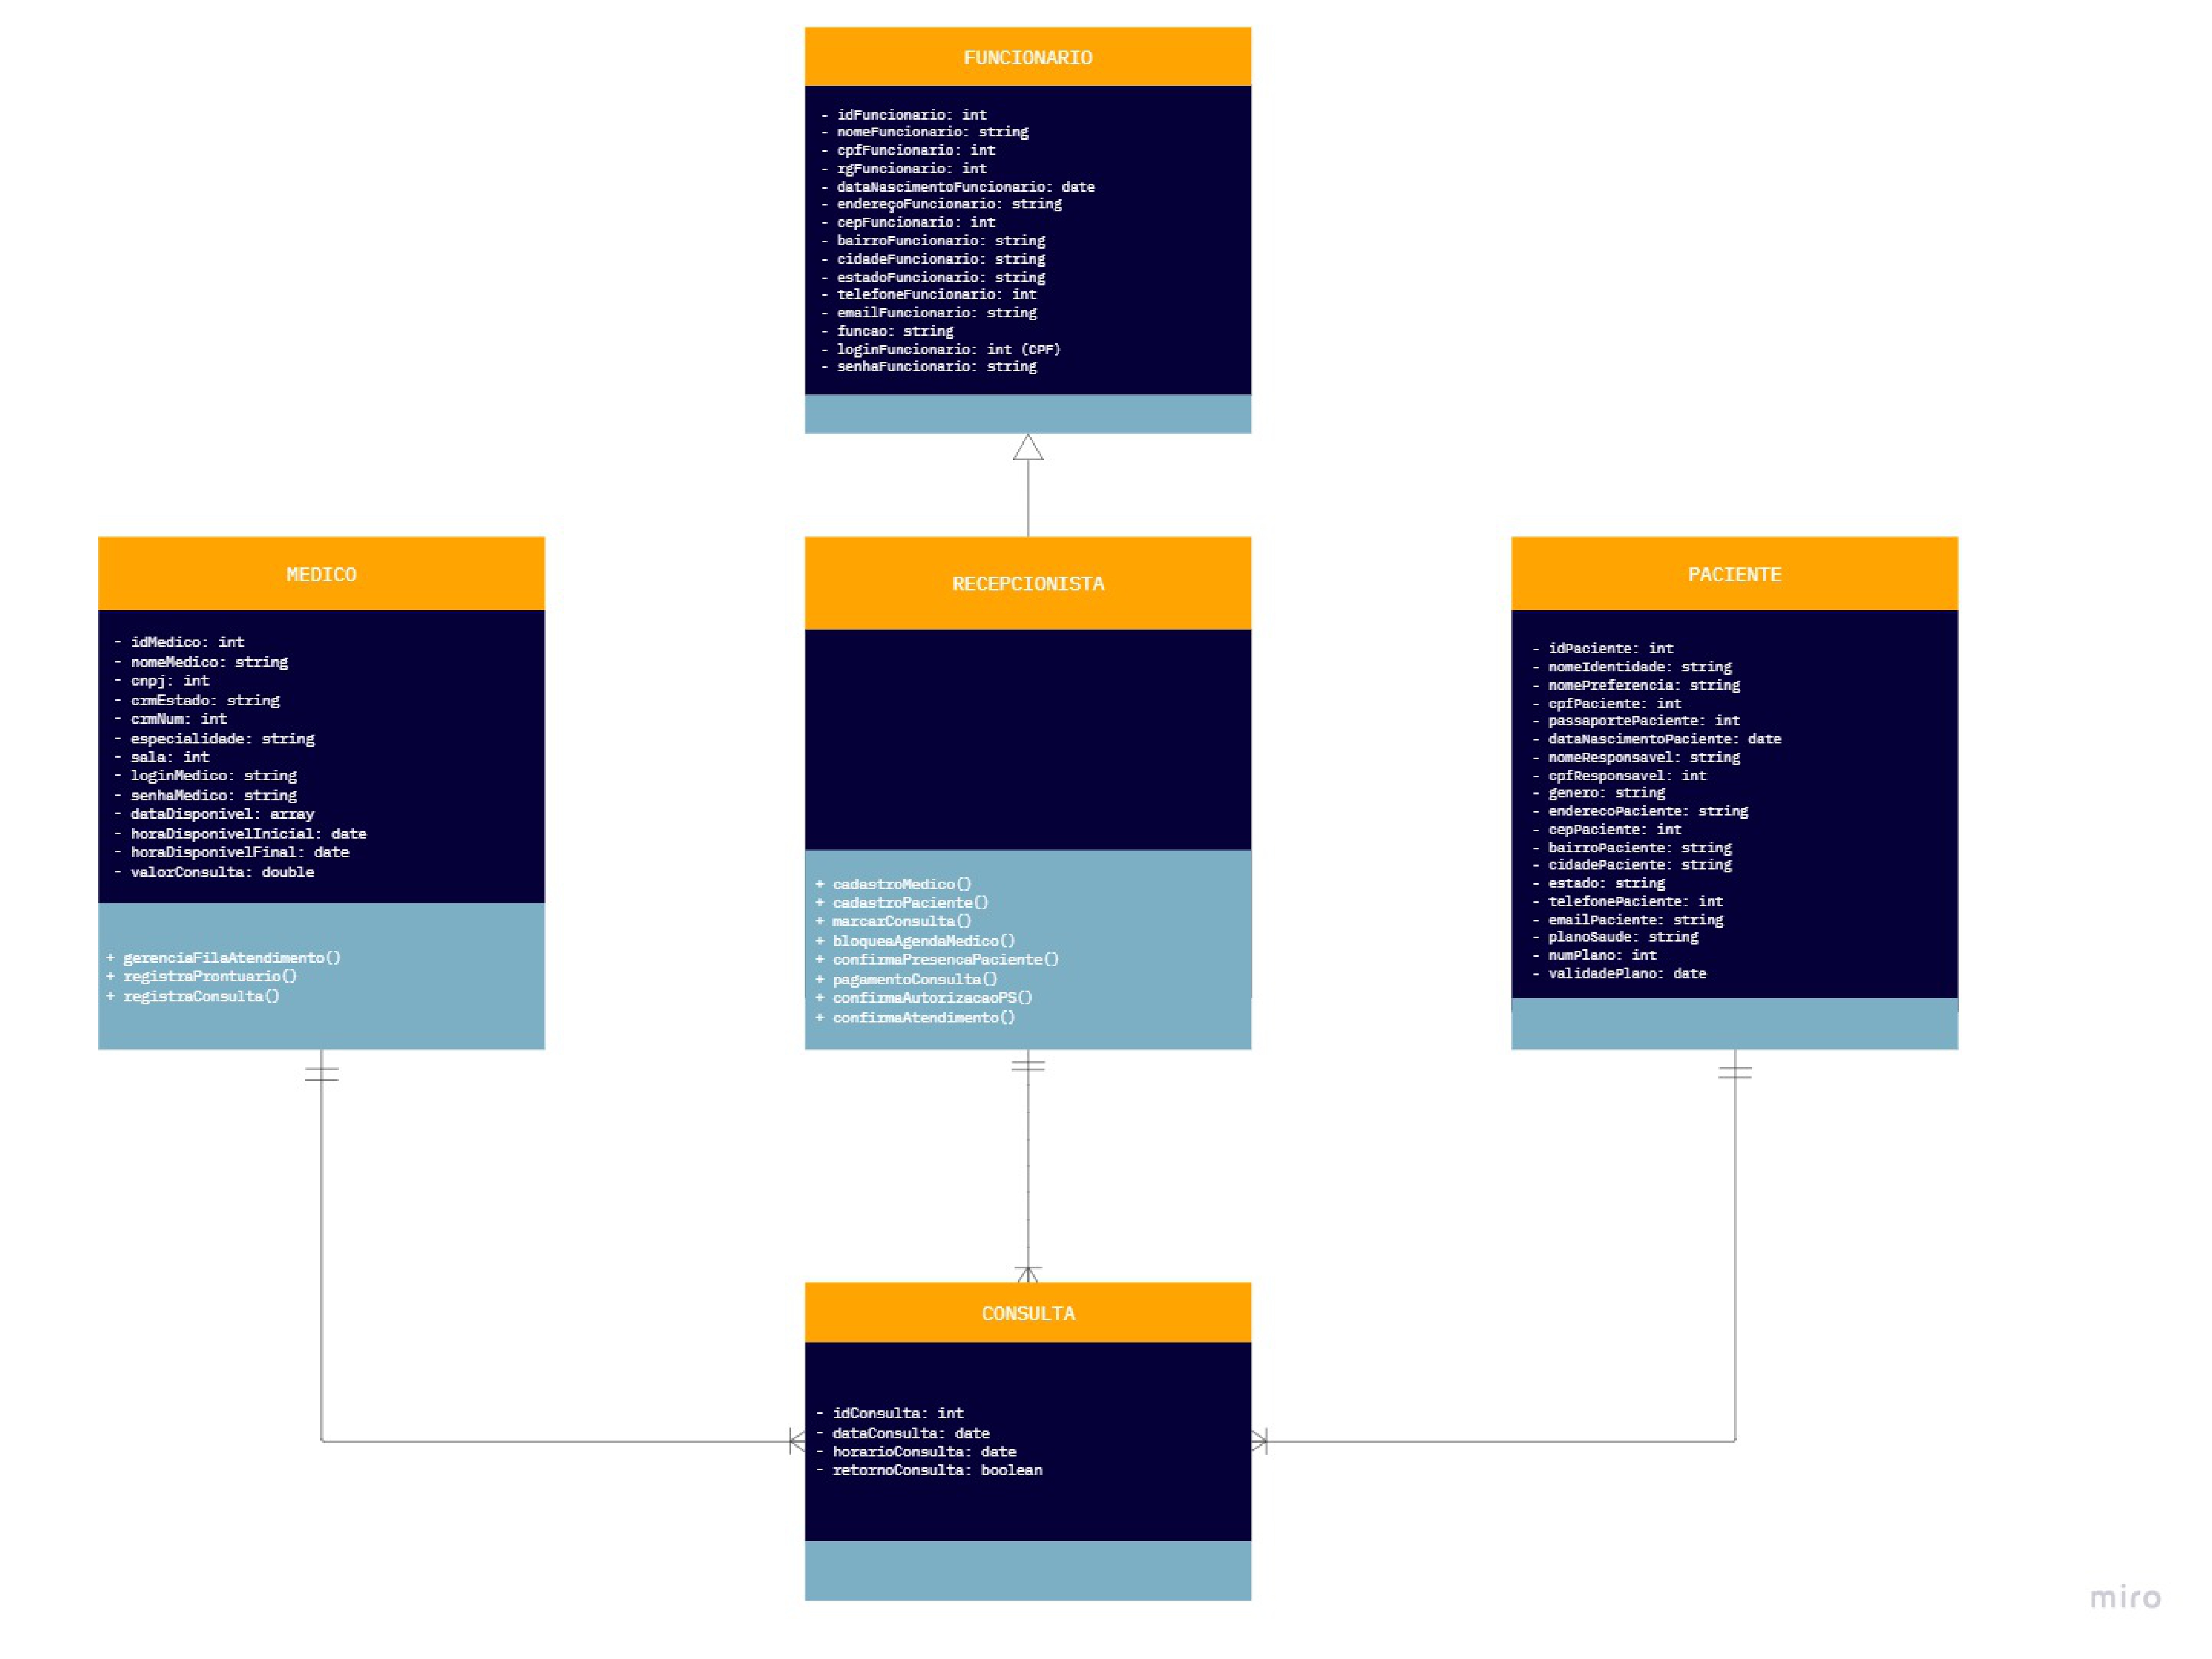 FUNCIONARIO
- idFuncionario: int
- nomeFuncionario: string
- cpfFuncionario: int
- rgFuncionario: int
- dataNascimentoFuncionario: date
- endereçoFuncionario: string
- cepFuncionario: int
- bairroFuncionario: string
- cidadeFuncionario: string
- estadoFuncionario: string
- telefoneFuncionario: int
- emailFuncionario: string
- funcao: string
- loginFuncionario: int (CPF)
- senhaFuncionario: string
MEDICO
- idMedico: int
- nomeMedico: string
- cnpj: int
- crmEstado: string
- crmNum: int
- especialidade: string
- sala: int
- loginMedico: string
- senhaMedico: string
- dataDisponivel: array
- horaDisponivelInicial: date
- horaDisponivelFinal: date
- valorConsulta: double
+ gerenciaFilaAtendimento()
+ registraProntuario()
+ registraConsulta()
RECEPCIONISTA
+ cadastroMedico()
+ cadastroPaciente()
+ marcarConsulta()
+ bloqueaAgendaMedico()
+ confirmaPresencaPaciente()
+ pagamentoConsulta()
+ confirmaAutorizacaoPS()
+ confirmaAtendimento()
PACIENTE
- idPaciente: int
- nomeIdentidade: string
- nomePreferencia: string
- cpfPaciente: int
- passaportePaciente: int
- dataNascimentoPaciente: date
- nomeResponsavel: string
- cpfResponsavel: int
- genero: string
- enderecoPaciente: string
- cepPaciente: int
- bairroPaciente: string
- cidadePaciente: string
- estado: string
- telefonePaciente: int
- emailPaciente: string
- planoSaude: string
- numPlano: int
- validadePlano: date
CONSULTA
- idConsulta: int
- dataConsulta: date
- horarioConsulta: date
- retornoConsulta: boolean
miro